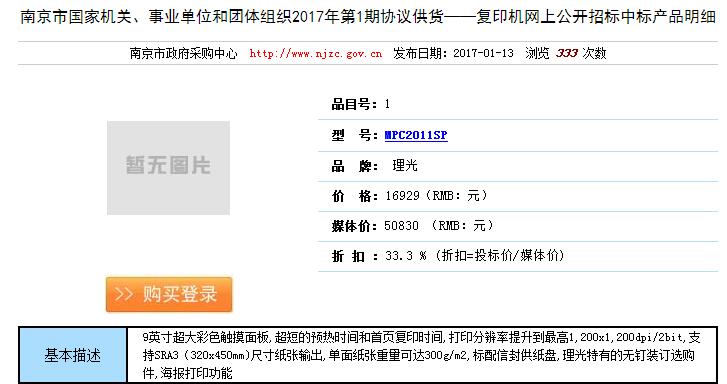 南京市国家机关、事业单位和团体组织2017年第1期协议供货——复印机网上公开招标中标产品明细
南京市政府采购中心 http://www.njzc.gov.cn 发布日期：2017-01-13 浏览 333 次数
暂无图片
>> 购买登录
品目号：1
型 号：MPC2011SP
品 牌： 理光
价 格：16929（RMB：元）
媒体价：50830 （RMB：元）
折 扣 ：33.3 %（折扣=投标价/媒体价）
基本描述
9英寸超大彩色触摸面板,超短的预热时间和首页复印时间,打印分辨率提升到最高1,200x1,200dpi/2bit,支
持SRA3（320x450mm)尺寸纸张输出,单面纸张重量可达300g/m2,标配信封供纸盘,理光特有的无钉装订选购
件,海报打印功能